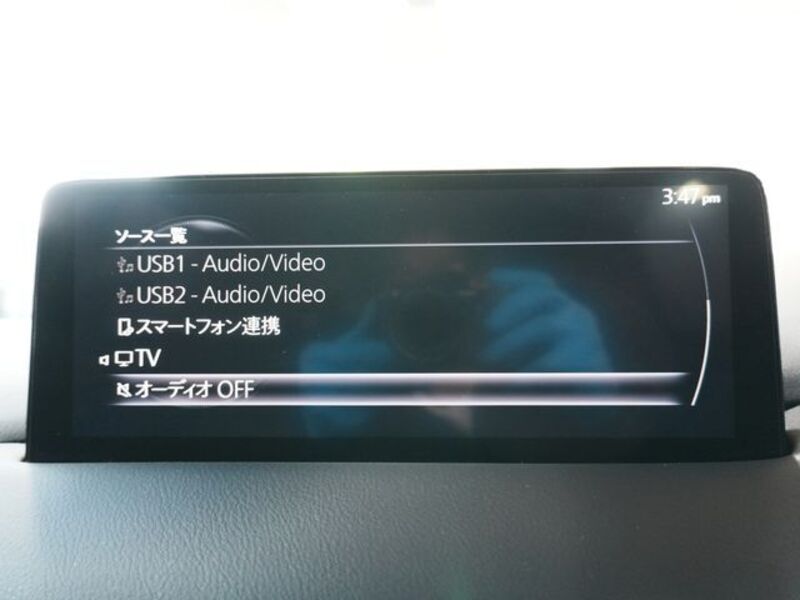 3:47 pm
ソース一覧
USB1 - Audio/Video
USB2 - Audio/Video
スマートフォン連携
TV
オーディオ OFF